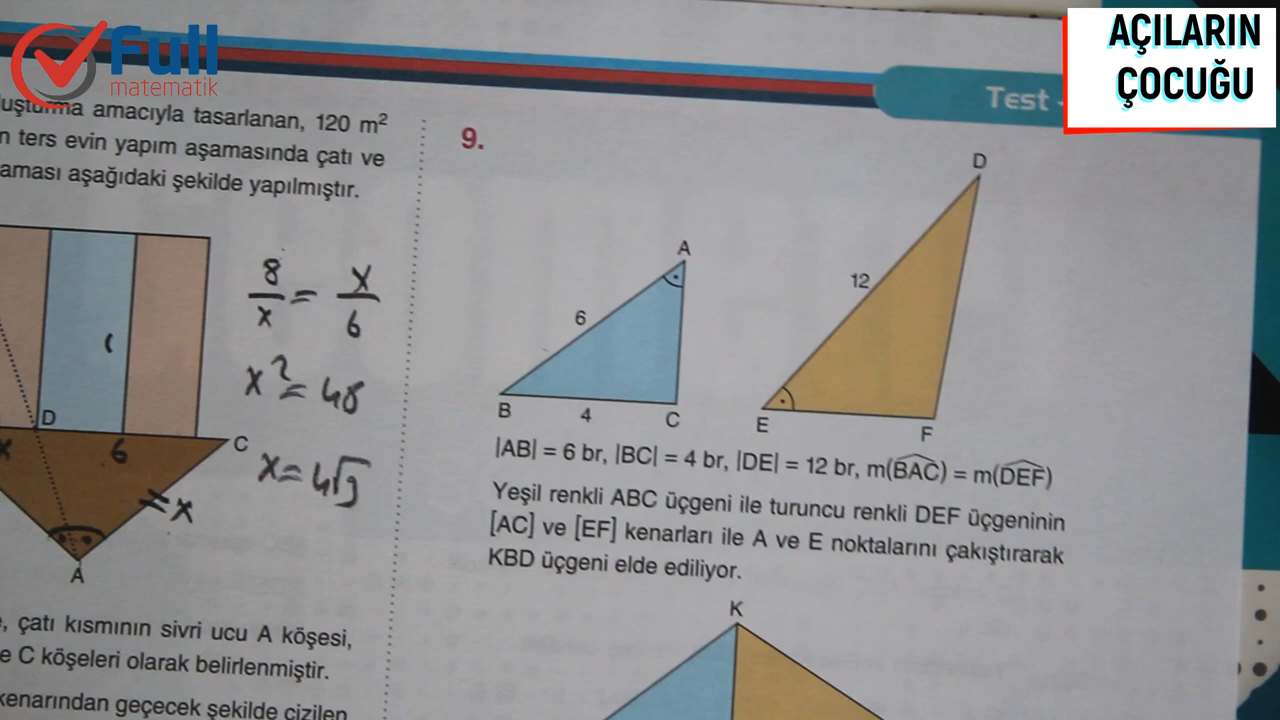 Full
matematik
AÇILARIN
ÇOCUĞU
Test
amacıyla tasarlanan, 120 m²
ters evin yapım aşamasında çatı ve
aşağıdaki şekilde yapılmıştır.
D
6
C
x
A
8/x = x/6
x² = 48
x = 4√3
çatı kısmının sivri ucu A köşesi,
C köşeleri olarak belirlenmiştir.
kenarından geçecek şekilde çizilen
9.
A
6
B
4
C
D
12
E
F
|AB| = 6 br, |BC| = 4 br, |DE| = 12 br, m(BAC) = m(DEF)
Yeşil renkli ABC üçgeni ile turuncu renkli DEF üçgeninin
[AC] ve [EF] kenarları ile A ve E noktalarını çakıştırarak
KBD üçgeni elde ediliyor.
K